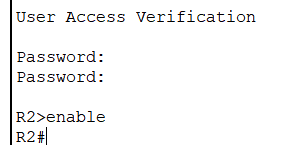 User Access Verification
Password:
Password:
R2>enable
R2#